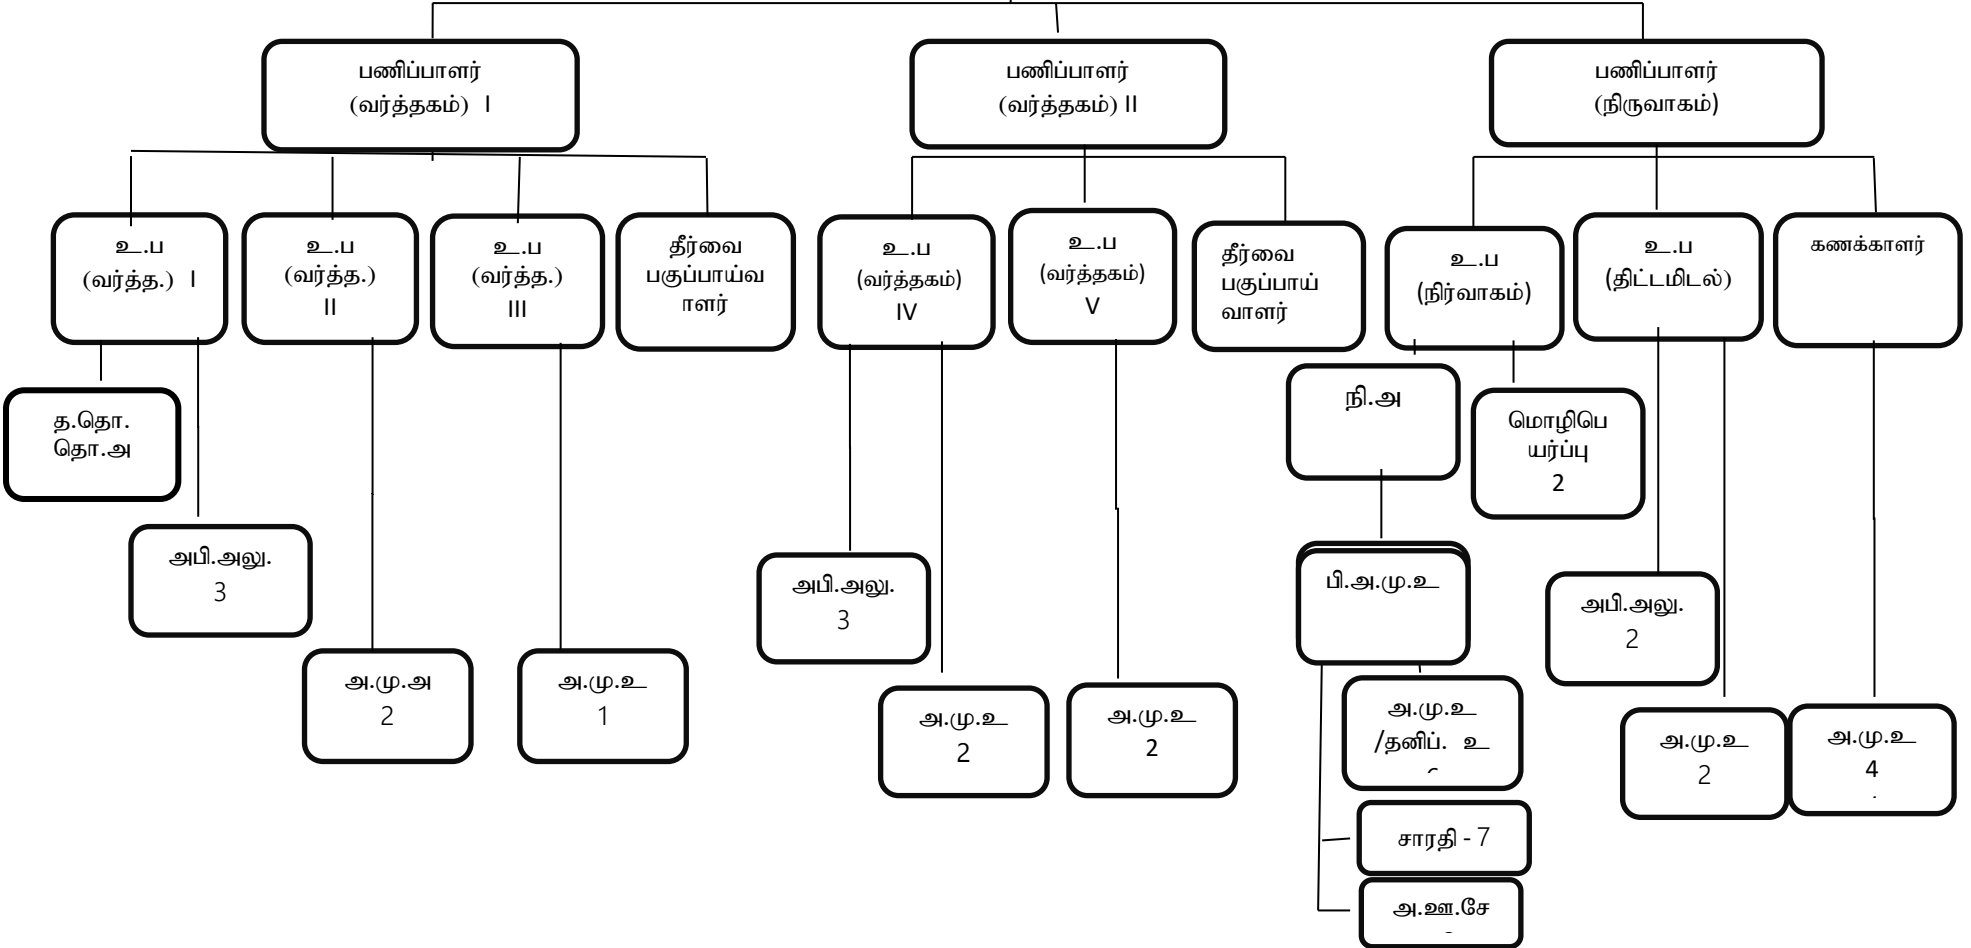 பணிப்பாளர்
(வர்த்தகம்) I
பணிப்பாளர்
(வர்த்தகம்) II
பணிப்பாளர்
(நிருவாகம்)
உ.ப
(வர்த்த.) I
உ.ப
(வர்த்த.)
II
உ.ப
(வர்த்த.)
III
தீர்வை
பகுப்பாய்வ
ாளர்
உ.ப
(வர்த்தகம்)
IV
உ.ப
(வர்த்தகம்)
V
தீர்வை
பகுப்பாய்
வாளர்
உ.ப
(நிர்வாகம்)
உ.ப
(திட்டமிடல்)
கணக்காளர்
த.தொ.
தொ.அ
நி.அ
மொழிபெ
யர்ப்பு
2
அபி.அலு.
3
அபி.அலு.
3
பி.அ.மு.உ
அபி.அலு.
2
அ.மு.அ
2
அ.மு.உ
1
அ.மு.உ
2
அ.மு.உ
2
அ.மு.உ
/தனிப். உ
அ.மு.உ
2
அ.மு.உ
4
சாரதி - 7
அ.ஊ.சே